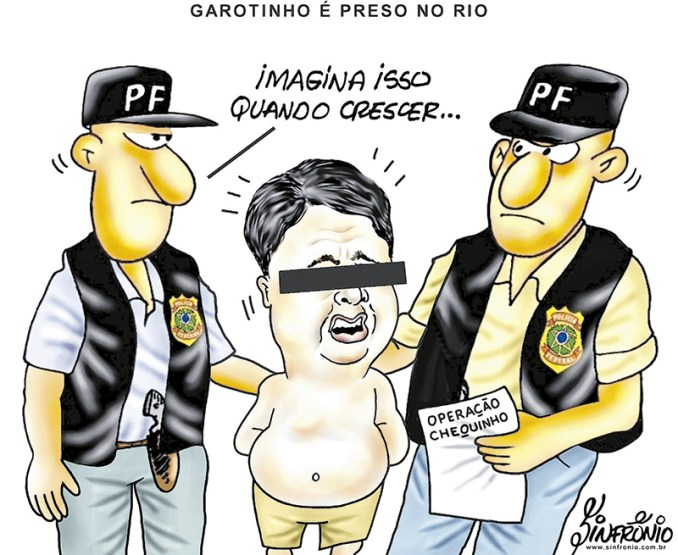 GAROTINHO É PRESO NO RIO
IMAGINA ISSO
QUANDO CRESCER...
PF
PF
POLÍCIA
FEDERAL
OPERAÇÃO
CHEQUINHO
SINFRÔNIO
www.sinfronio.com.br